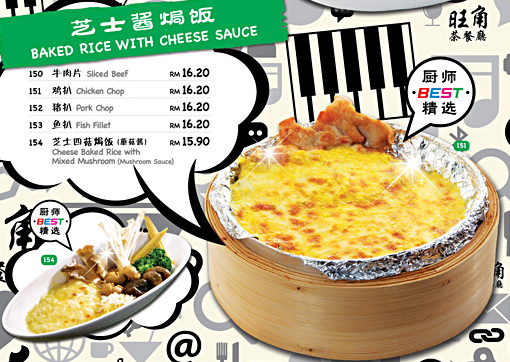 芝士酱焗饭
BAKED RICE WITH CHEESE SAUCE
150 牛肉片 Sliced Beef RM 16.20
151 鸡扒 Chicken Chop RM 16.20
152 猪扒 Pork Chop RM 16.20
153 鱼扒 Fish Fillet RM 16.20
154 芝士四菇焗饭 (蘑菇酱) RM 15.90
Cheese Baked Rice with
Mixed Mushroom (Mushroom Sauce)
旺角
茶餐廳
厨师
·BEST·
精选
151
厨师
BEST
精选
154
角
角
餐廳
@